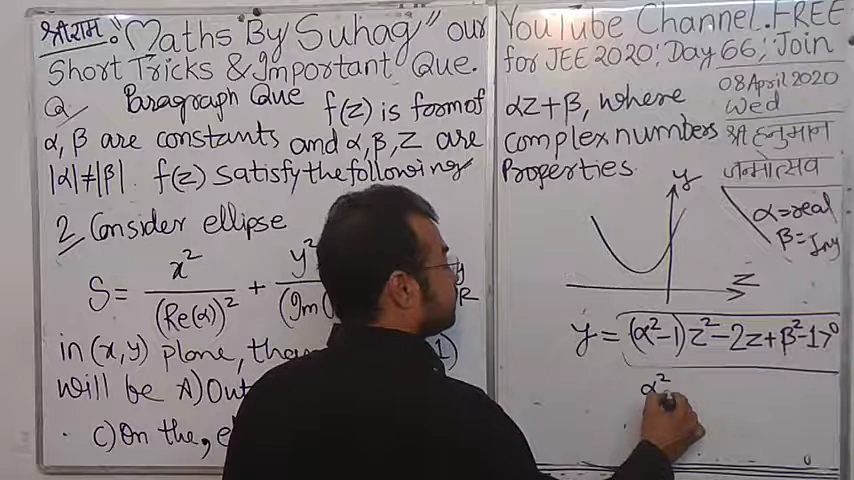 श्रीराम: "Maths By Suhag" our
Short Tricks & Important Que.
Q Paragraph Que f(z) is form of
α, β are constants and α, β, z are
|α|≠|β|. f(z) Satisfy the following
2. Consider ellipse
S = x² / (Re(α))² + y²
in (x,y) plane, 1)
will be A) Out
C) On the, e
YouTube Channel. FREE
for JEE 2020, Day 66, Join
αz+β, where
complex numbers
Properties.
08 April 2020
Wed
श्री हनुमान
जन्मोत्सव
y
α = real
β = Img
z
y = (α²-1)z² - 2z + β² - 1 > 0
α²